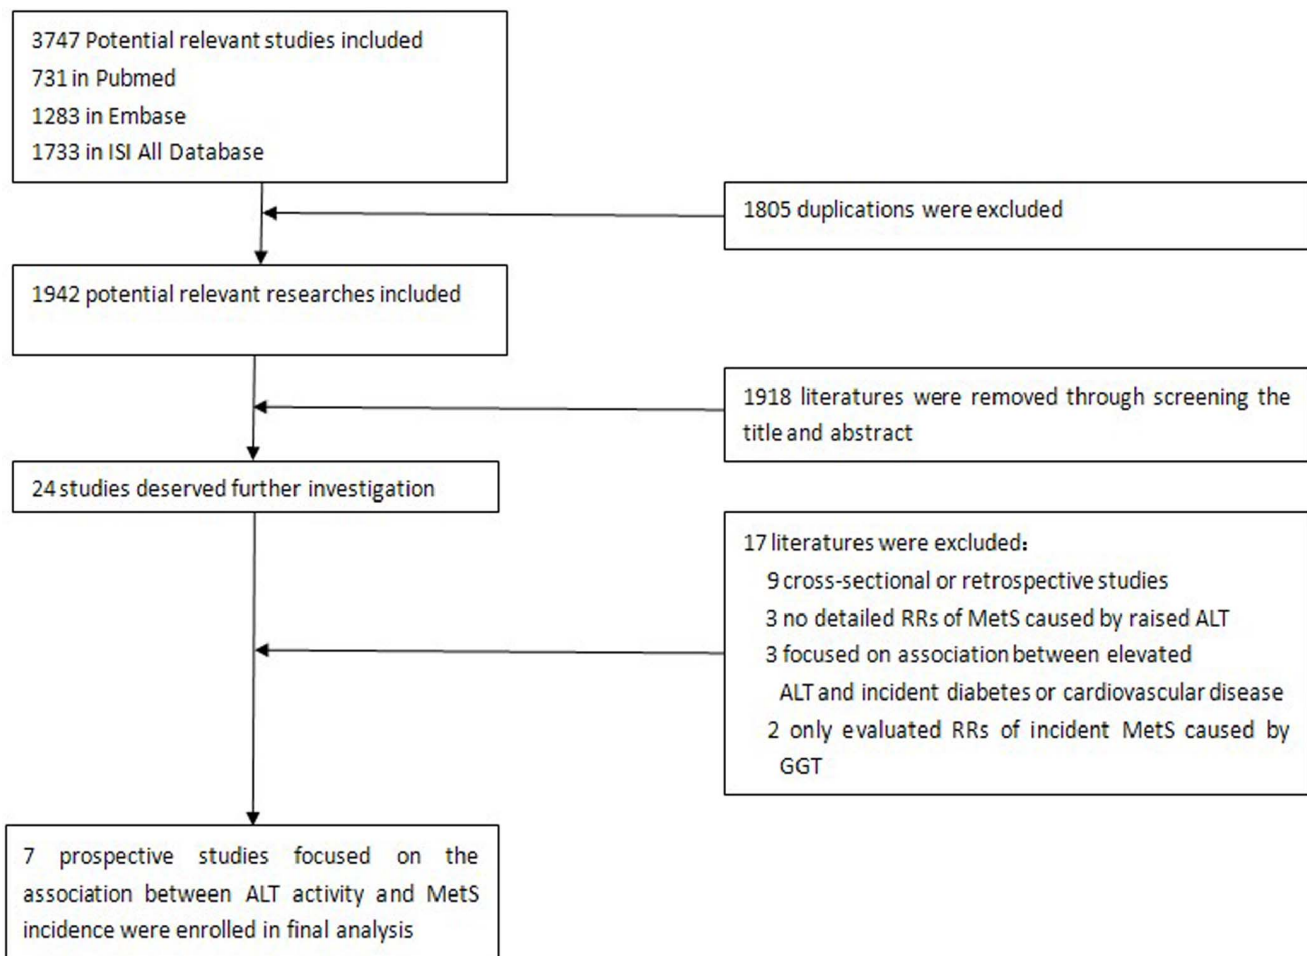 3747 Potential relevant studies included
731 in Pubmed
1283 in Embase
1733 in ISI All Database
1805 duplications were excluded
1942 potential relevant researches included
1918 literatures were removed through screening the
title and abstract
24 studies deserved further investigation
17 literatures were excluded:
9 cross-sectional or retrospective studies
3 no detailed RRs of MetS caused by raised ALT
3 focused on association between elevated
ALT and incident diabetes or cardiovascular disease
2 only evaluated RRs of incident MetS caused by
GGT
7 prospective studies focused on the
association between ALT activity and MetS
incidence were enrolled in final analysis